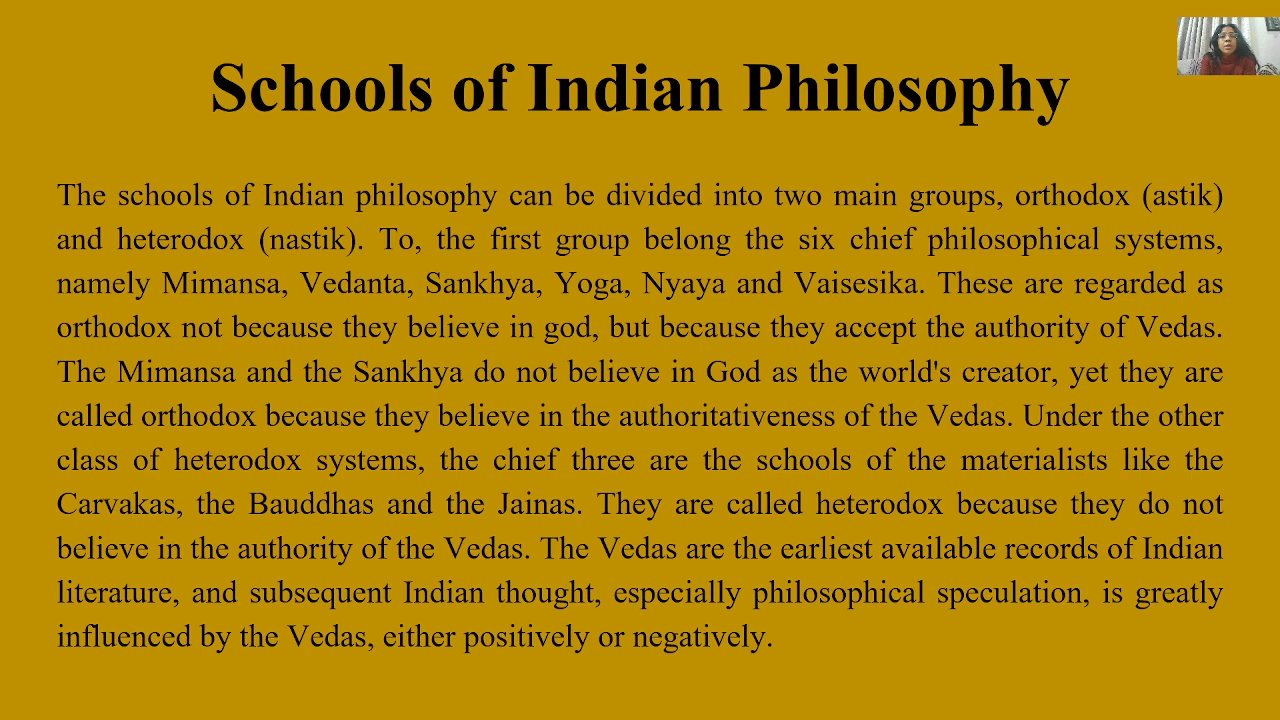 Schools of Indian Philosophy
The schools of Indian philosophy can be divided into two main groups, orthodox (astik)
and heterodox (nastik). To, the first group belong the six chief philosophical systems,
namely Mimansa, Vedanta, Sankhya, Yoga, Nyaya and Vaisesika. These are regarded as
orthodox not because they believe in god, but because they accept the authority of Vedas.
The Mimansa and the Sankhya do not believe in God as the world's creator, yet they are
called orthodox because they believe in the authoritativeness of the Vedas. Under the other
class of heterodox systems, the chief three are the schools of the materialists like the
Carvakas, the Bauddhas and the Jainas. They are called heterodox because they do not
believe in the authority of the Vedas. The Vedas are the earliest available records of Indian
literature, and subsequent Indian thought, especially philosophical speculation, is greatly
influenced by the Vedas, either positively or negatively.